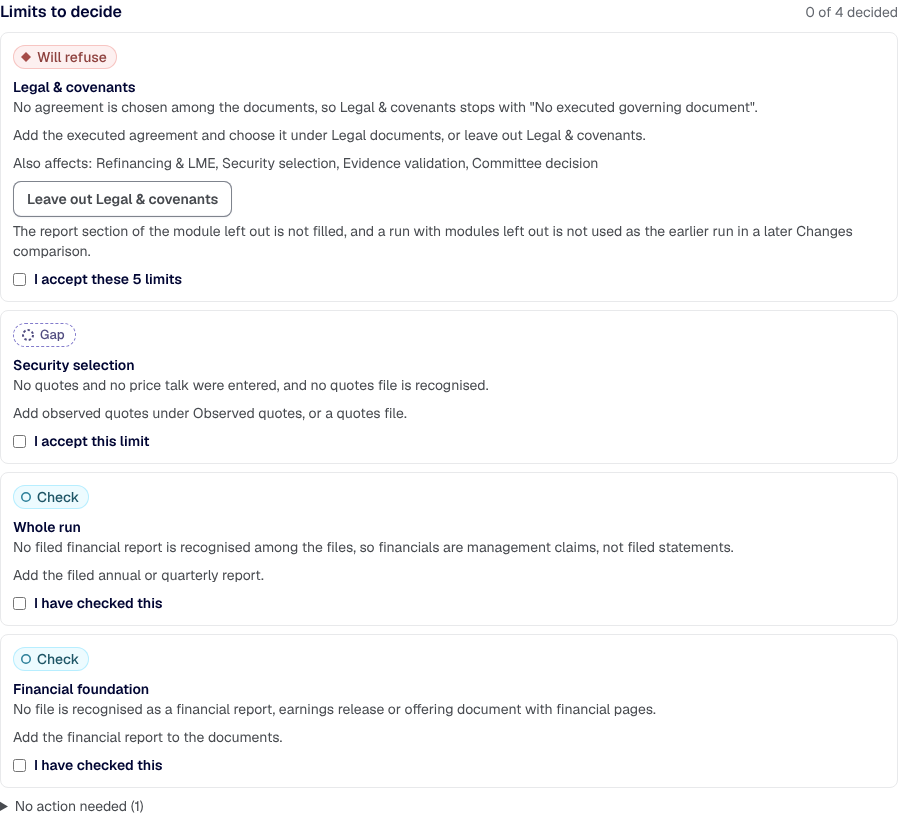 Limits to decide
0 of 4 decided
Will refuse
Legal & covenants
No agreement is chosen among the documents, so Legal & covenants stops with "No executed governing document".
Add the executed agreement and choose it under Legal documents, or leave out Legal & covenants.
Also affects: Refinancing & LME, Security selection, Evidence validation, Committee decision
Leave out Legal & covenants
The report section of the module left out is not filled, and a run with modules left out is not used as the earlier run in a later Changes
comparison.
I accept these 5 limits
Gap
Security selection
No quotes and no price talk were entered, and no quotes file is recognised.
Add observed quotes under Observed quotes, or a quotes file.
I accept this limit
Check
Whole run
No filed financial report is recognised among the files, so financials are management claims, not filed statements.
Add the filed annual or quarterly report.
I have checked this
Check
Financial foundation
No file is recognised as a financial report, earnings release or offering document with financial pages.
Add the financial report to the documents.
I have checked this
No action needed (1)